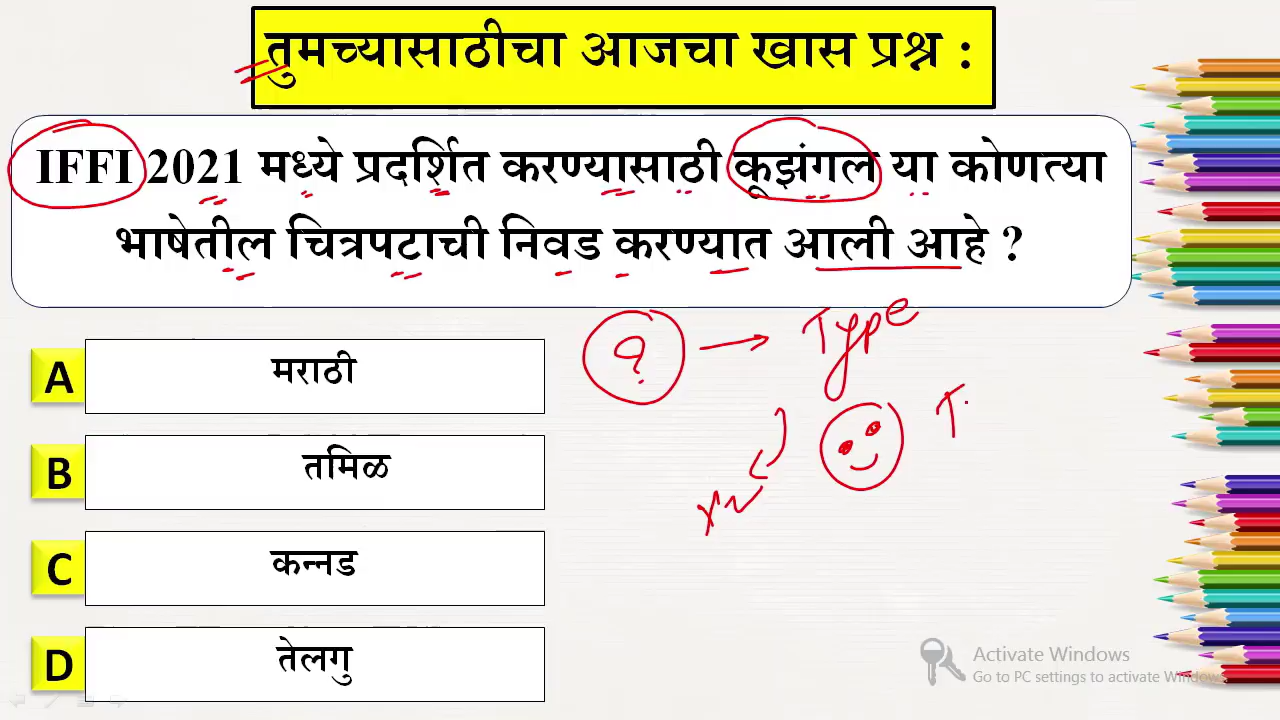 तुमच्यासाठीचा आजचा खास प्रश्न :
IFFI 2021 मध्ये प्रदर्शित करण्यासाठी कूझंगल या कोणत्या
भाषेतील चित्रपटाची निवड करण्यात आली आहे ?
? → Type
A मराठी
T.
B तमिळ
C कन्नड
D तेलगु
Activate Windows
Go to PC settings to activate Windows.